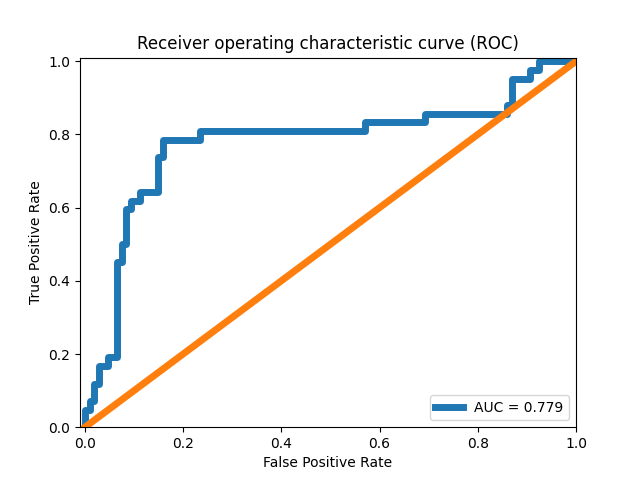 Receiver operating characteristic curve (ROC)
1.0
0.8
0.6
0.4
0.2
0.0
True Positive Rate
AUC = 0.779
0.0 0.2 0.4 0.6 0.8 1.0
False Positive Rate